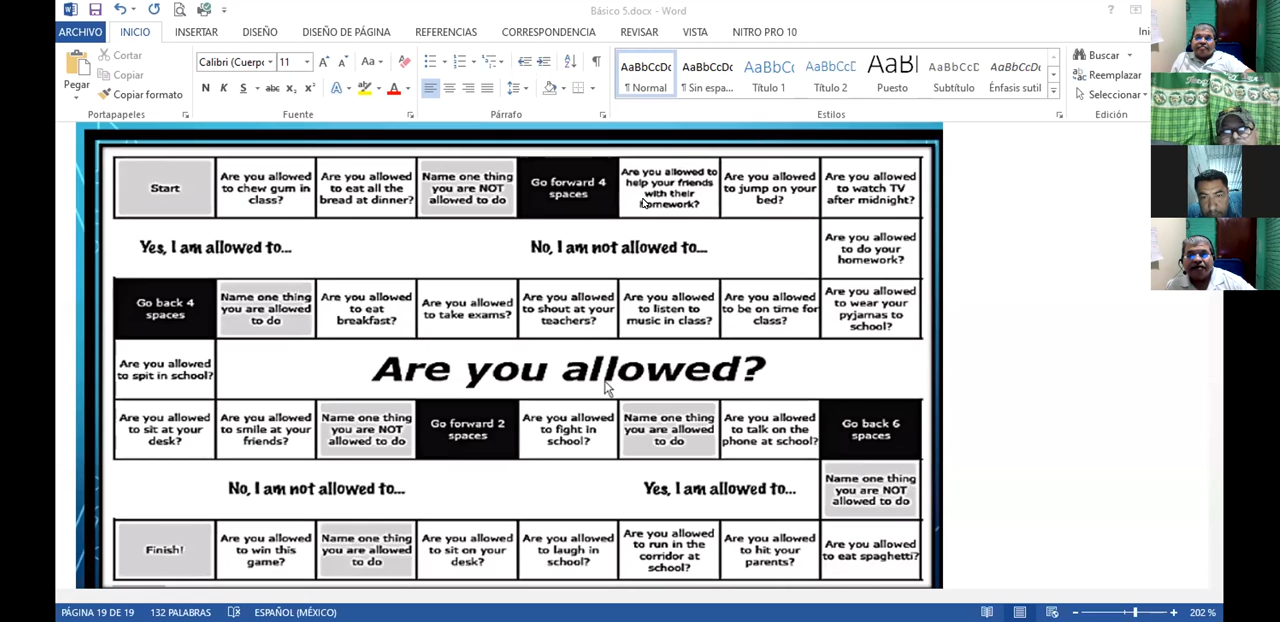 Básico 5.docx - Word
ARCHIVO INICIO INSERTAR DISEÑO DISEÑO DE PÁGINA REFERENCIAS CORRESPONDENCIA REVISAR VISTA NITRO PRO 10 Ini
Pegar
Cortar
Copiar
Copiar formato
Portapapeles
Calibri (Cuerpo 11
N K S abc x₂ x²
Fuente
Párrafo
AaBbCcDc AaBbCcDc AaBbC AaBbCcD AaB AaBbCcD AaBbCcDc
¶ Normal ¶ Sin espa... Título 1 Título 2 Puesto Subtítulo Énfasis sutil
Estilos
Buscar
Reemplazar
Seleccionar
Edición
Start
Are you allowed
to chew gum in
class?
Are you allowed
to eat all the
bread at dinner?
Name one thing
you are NOT
allowed to do
Go forward 4
spaces
Are you allowed to
help your friends
with their
homework?
Are you allowed
to jump on your
bed?
Are you allowed
to watch TV
after midnight?
Yes, I am allowed to...
No, I am not allowed to...
Are you allowed
to do your
homework?
Go back 4
spaces
Name one thing
you are allowed
to do
Are you allowed
to eat
breakfast?
Are you allowed
to take exams?
Are you allowed
to shout at your
teachers?
Are you allowed
to listen to
music in class?
Are you allowed
to be on time for
class?
Are you allowed
to wear your
pyjamas to
school?
Are you allowed
to spit in school?
Are you allowed?
Are you allowed
to sit at your
desk?
Are you allowed
to smile at your
friends?
Name one thing
you are NOT
allowed to do
Go forward 2
spaces
Are you allowed
to fight in
school?
Name one thing
you are allowed
to do
Are you allowed
to talk on the
phone at school?
Go back 6
spaces
No, I am not allowed to...
Yes, I am allowed to...
Name one thing
you are NOT
allowed to do
Finish!
Are you allowed
to win this
game?
Name one thing
you are allowed
to do
Are you allowed
to sit on your
desk?
Are you allowed
to laugh in
school?
Are you allowed
to run in the
corridor at
school?
Are you allowed
to hit your
parents?
Are you allowed
to eat spaghetti?
PÁGINA 19 DE 19 132 PALABRAS ESPAÑOL (MÉXICO) 202 %